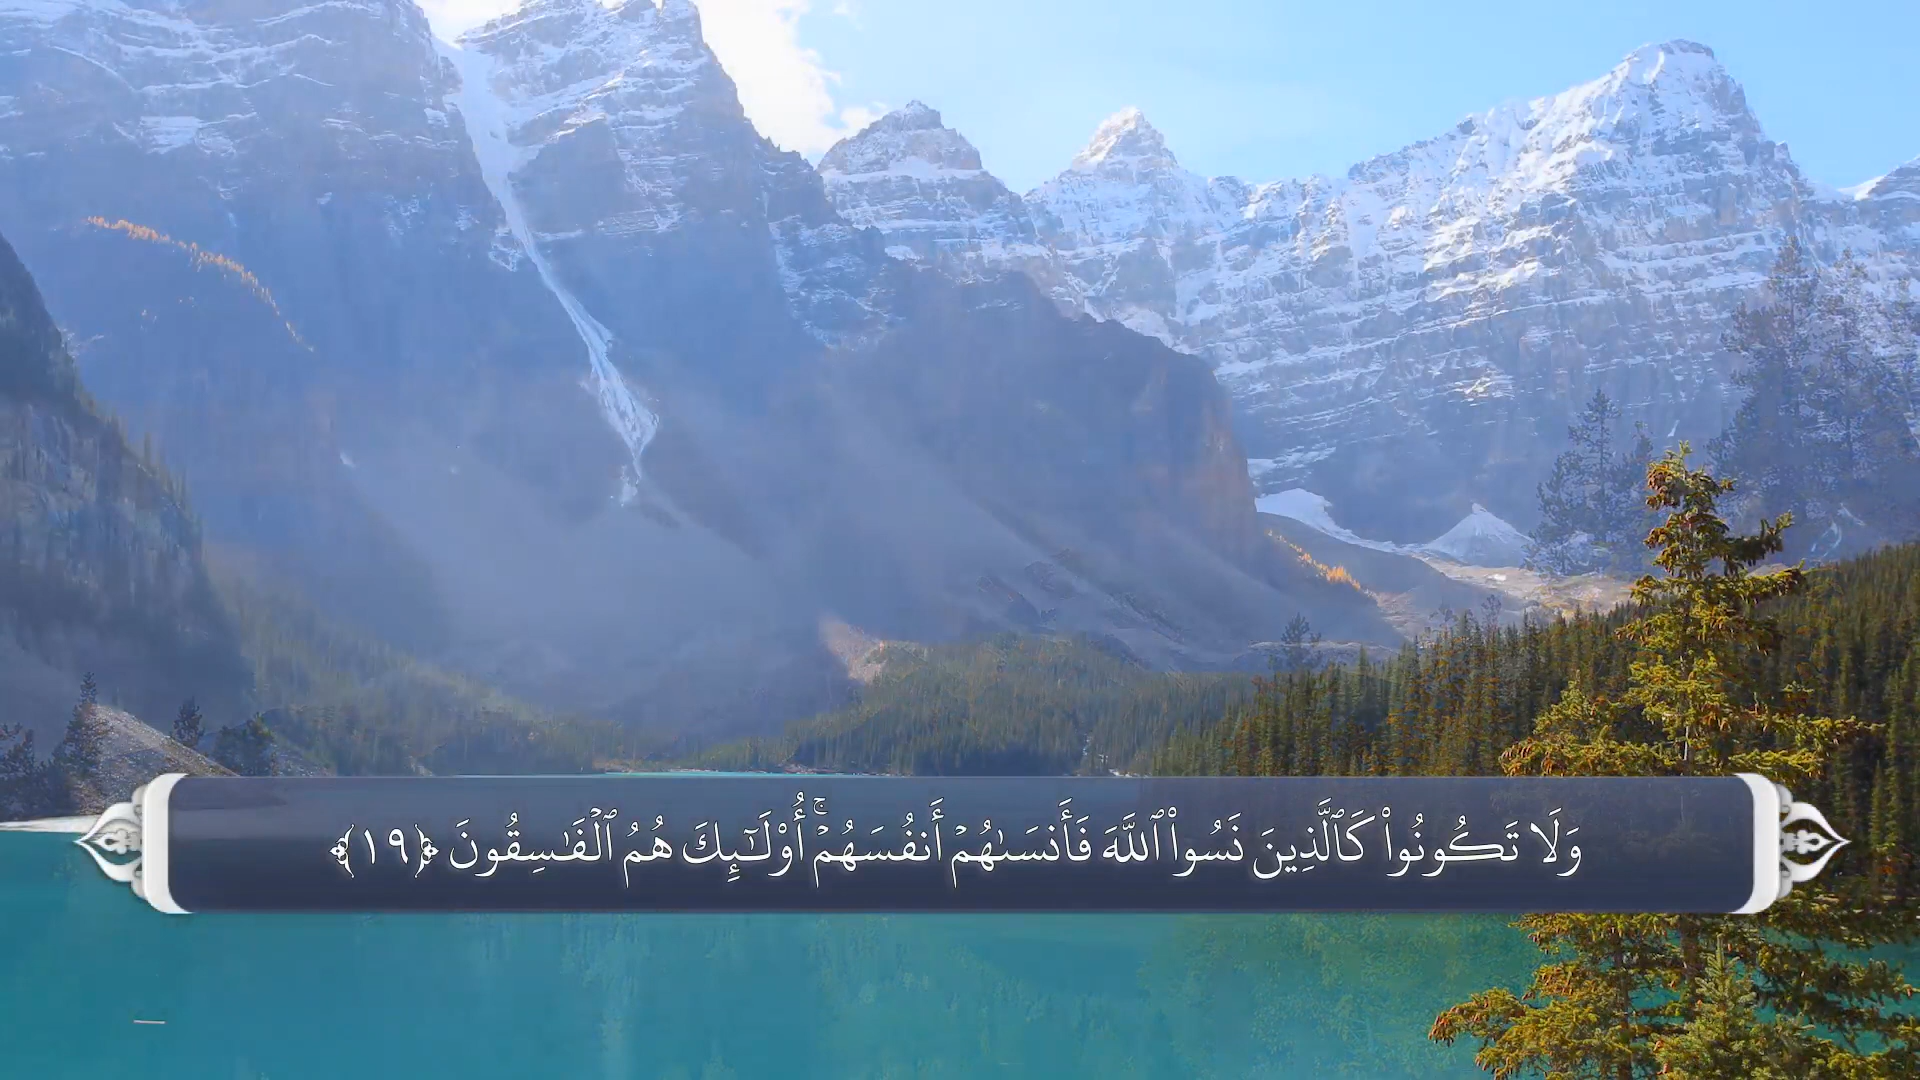 وَلَا تَكُونُواْ كَٱلَّذِينَ نَسُواْ ٱللَّهَ فَأَنسَىٰهُمْ أَنفُسَهُمْۚ أُوْلَـٰٓئِكَ هُمُ ٱلْفَـٰسِقُونَ ﴿١٩﴾